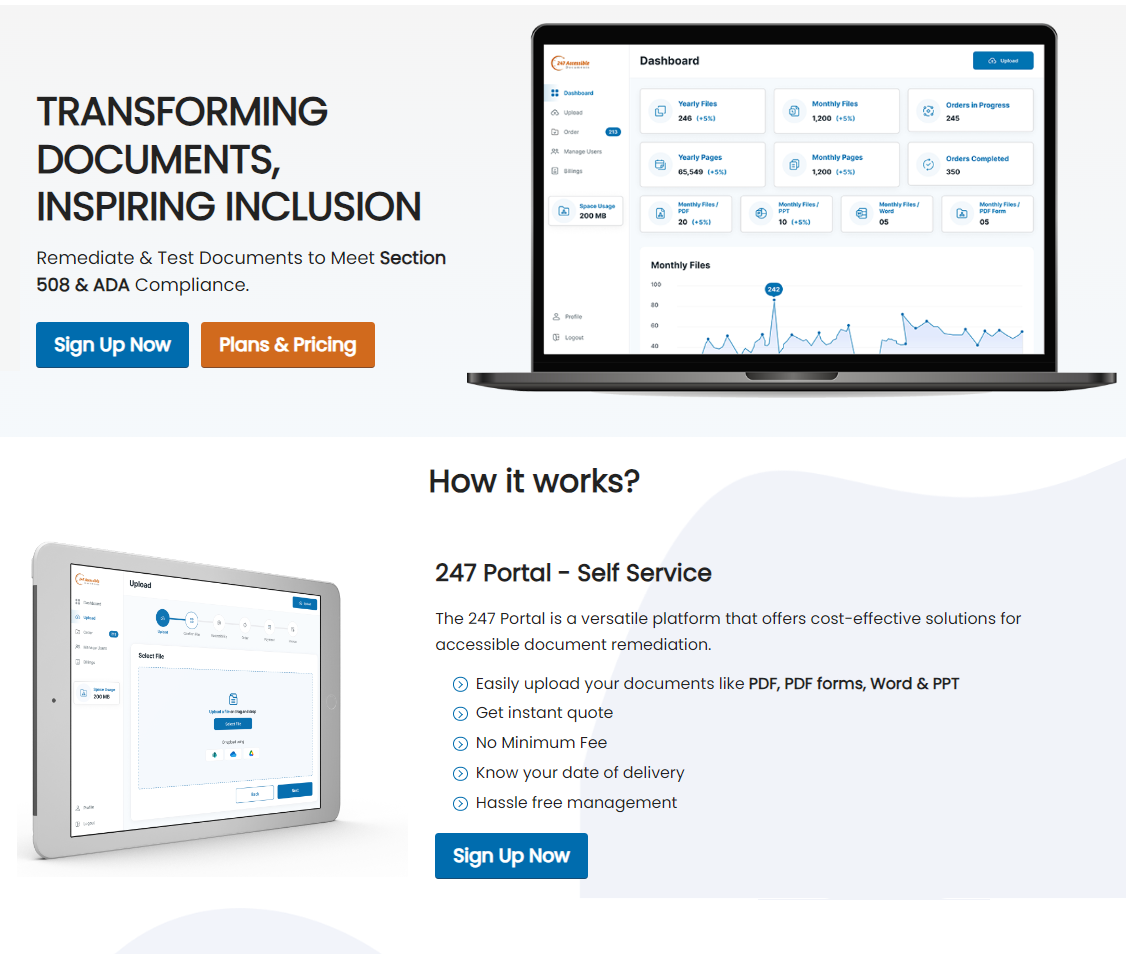 TRANSFORMING
DOCUMENTS,
INSPIRING INCLUSION
Remediate & Test Documents to Meet Section
508 & ADA Compliance.
Sign Up Now
Plans & Pricing
247 Accessible
Documents
Dashboard
Upload
Dashboard
Upload
Order 213
Manage Users
Billings
Space Usage
200 MB
Profile
Logout
Yearly Files
246 (+5%)
Monthly Files
1,200 (+5%)
Orders in Progress
245
Yearly Pages
65,549 (+5%)
Monthly Pages
1,200 (+5%)
Orders Completed
350
Monthly Files /
PDF
20 (+5%)
Monthly Files /
PPT
10 (+5%)
Monthly Files /
Word
05
Monthly Files /
PDF Form
05
Monthly Files
100
80
60
40
242
How it works?
Upload
Dashboard
Upload
Order 213
Billings
Space Usage
200 MB
Profile
Logout
Upload
Select File
Upload a file or drag and drop
Select File
Back
Next
247 Portal - Self Service
The 247 Portal is a versatile platform that offers cost-effective solutions for
accessible document remediation.
Easily upload your documents like PDF, PDF forms, Word & PPT
Get instant quote
No Minimum Fee
Know your date of delivery
Hassle free management
Sign Up Now